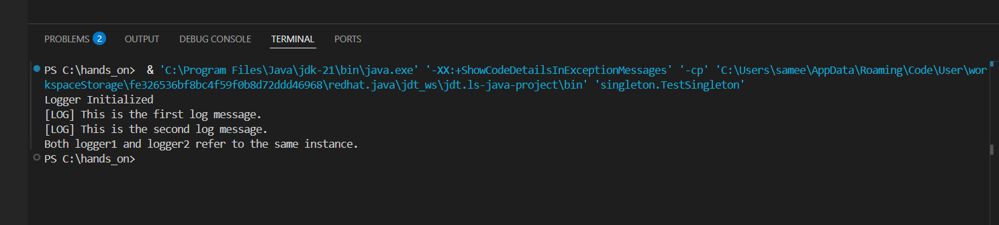 PROBLEMS 2 OUTPUT DEBUG CONSOLE TERMINAL PORTS
PS C:\hands_on>  & 'C:\Program Files\Java\jdk-21\bin\java.exe' '-XX:+ShowCodeDetailsInExceptionMessages' '-cp' 'C:\Users\samee\AppData\Roaming\Code\User\wor
kspaceStorage\fe326536bf8bc4f59f0b8d72ddd46968\redhat.java\jdt_ws\jdt.ls-java-project\bin' 'singleton.TestSingleton'
Logger Initialized
[LOG] This is the first log message.
[LOG] This is the second log message.
Both logger1 and logger2 refer to the same instance.
PS C:\hands_on>